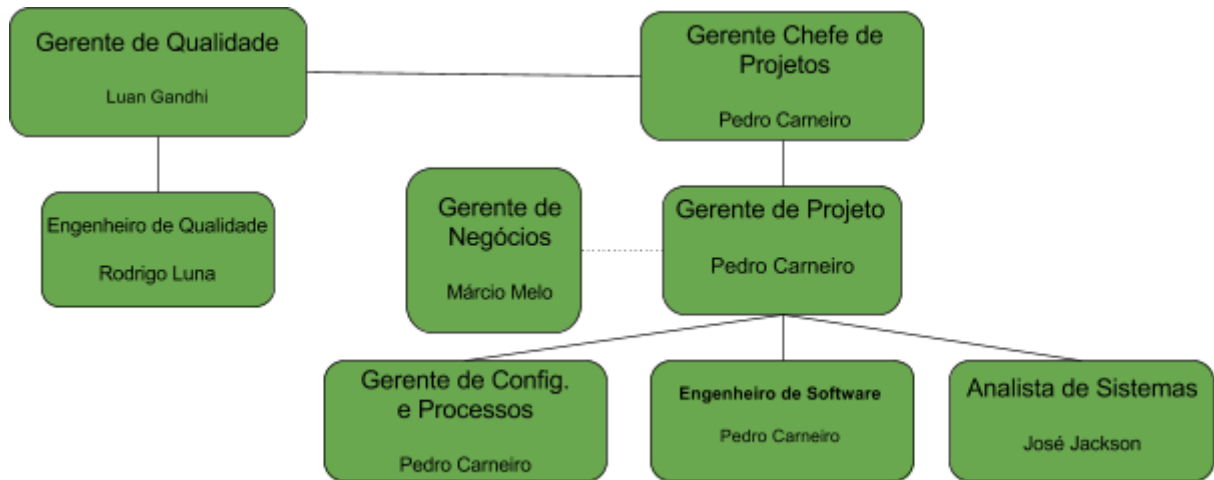 Gerente de Qualidade
Luan Gandhi
Gerente Chefe de
Projetos
Pedro Carneiro
Engenheiro de Qualidade
Rodrigo Luna
Gerente de
Negócios
Márcio Melo
Gerente de Projeto
Pedro Carneiro
Gerente de Config.
e Processos
Pedro Carneiro
Engenheiro de Software
Pedro Carneiro
Analista de Sistemas
José Jackson